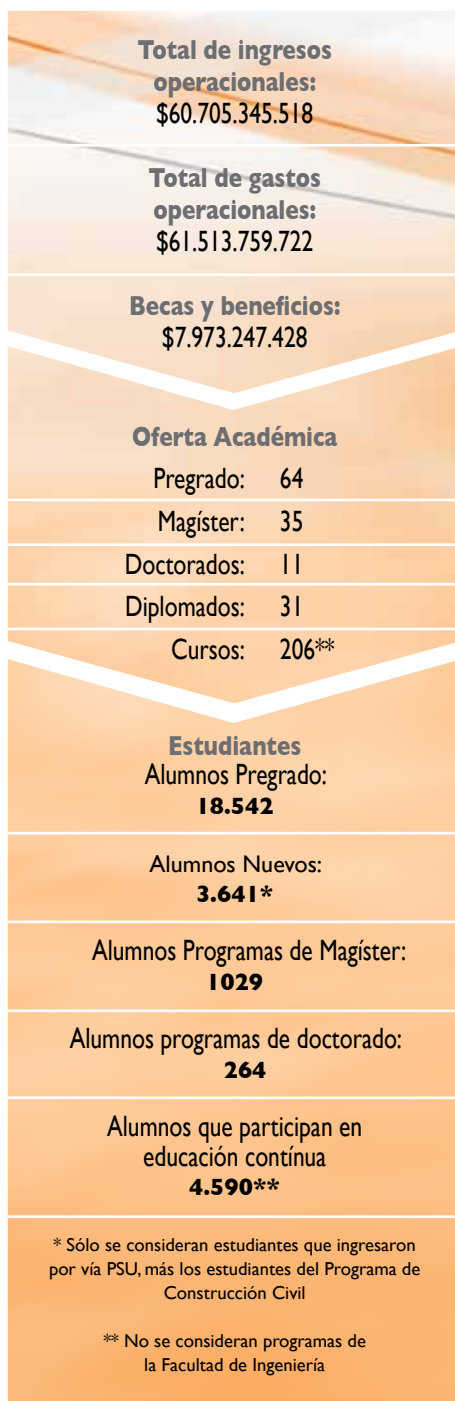 Total de ingresos
operacionales:
$60.705.345.518
Total de gastos
operacionales:
$61.513.759.722
Becas y beneficios:
$7.973.247.428
Oferta Académica
Pregrado: 64
Magíster: 35
Doctorados: 11
Diplomados: 31
Cursos: 206**
Estudiantes
Alumnos Pregrado:
18.542
Alumnos Nuevos:
3.641*
Alumnos Programas de Magíster:
1029
Alumnos programas de doctorado:
264
Alumnos que participan en
educación contínua
4.590**
* Sólo se consideran estudiantes que ingresaron
por vía PSU, más los estudiantes del Programa de
Construcción Civil
** No se consideran programas de
la Facultad de Ingeniería